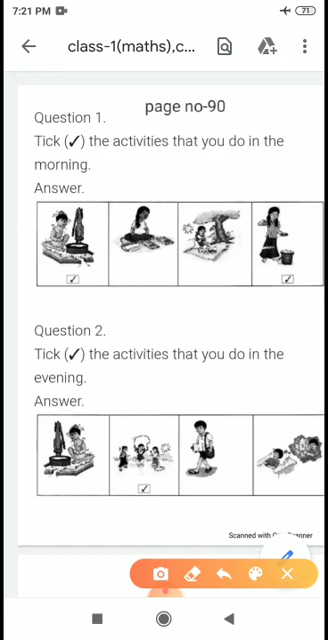 7:21 PM
71
class-1(maths),c...
page no-90
Question 1.
Tick (✓) the activities that you do in the
morning.
Answer.
✓ ✓
Question 2.
Tick (✓) the activities that you do in the
evening.
Answer.
✓
Scanned with